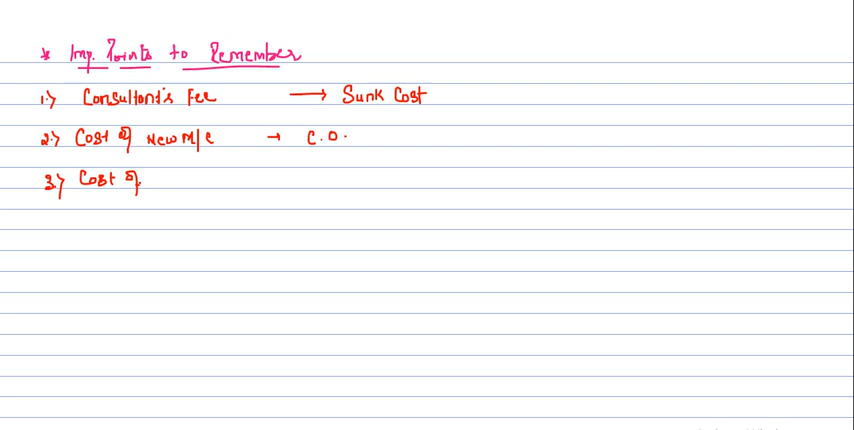 * Imp. Points to Remember
1.> Consultant's Fee → Sunk Cost
2.> Cost of New M/c → C.O.
3.> Cost of